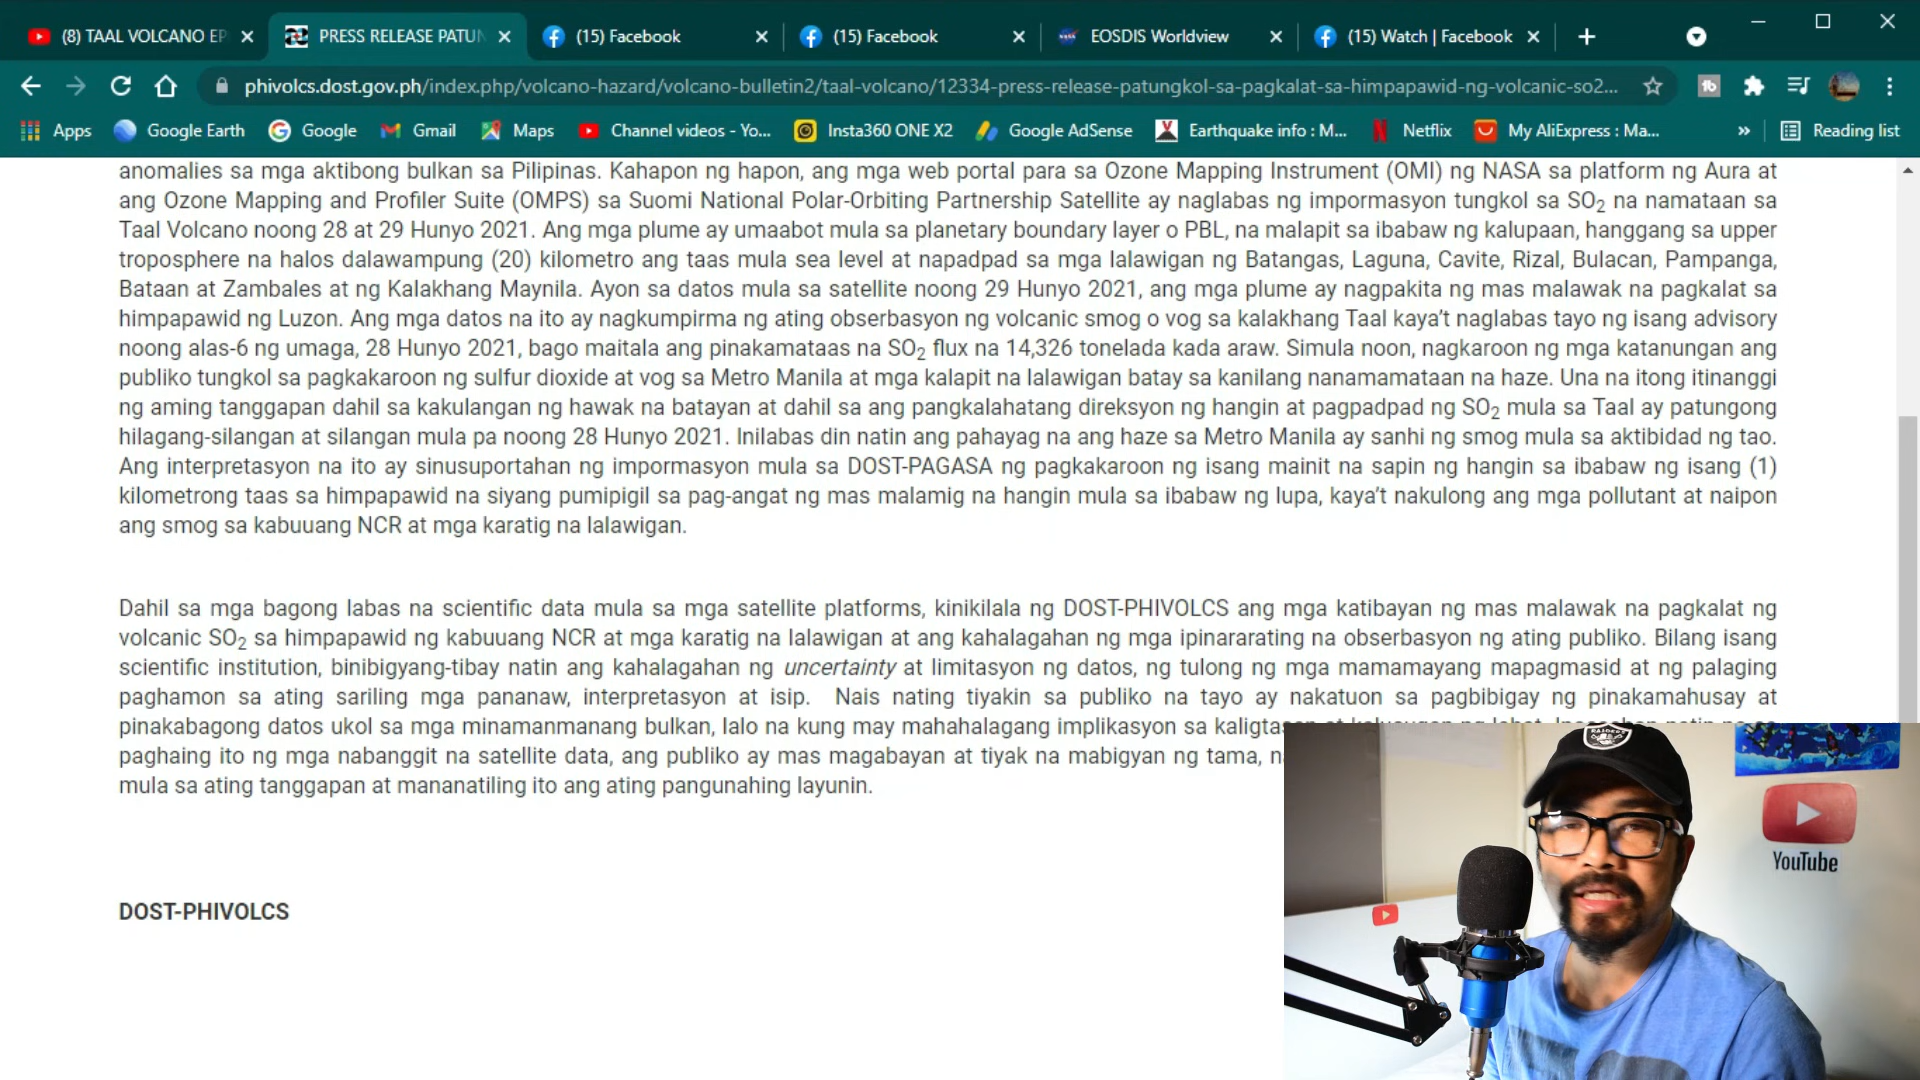 (8) TAAL VOLCANO EP
PRESS RELEASE PATUN
(15) Facebook
(15) Facebook
EOSDIS Worldview
(15) Watch | Facebook
phivolcs.dost.gov.ph/index.php/volcano-hazard/volcano-bulletin2/taal-volcano/12334-press-release-patungkol-sa-pagkalat-sa-himpapawid-ng-volcanic-so2...
Apps
Google Earth
Google
Gmail
Maps
Channel videos - Yo...
Insta360 ONE X2
Google AdSense
Earthquake info : M...
Netflix
My AliExpress : Ma...
»
Reading list
anomalies sa mga aktibong bulkan sa Pilipinas. Kahapon ng hapon, ang mga web portal para sa Ozone Mapping Instrument (OMI) ng NASA sa platform ng Aura at
ang Ozone Mapping and Profiler Suite (OMPS) sa Suomi National Polar-Orbiting Partnership Satellite ay naglabas ng impormasyon tungkol sa SO2 na namataan sa
Taal Volcano noong 28 at 29 Hunyo 2021. Ang mga plume ay umaabot mula sa planetary boundary layer o PBL, na malapit sa ibabaw ng kalupaan, hanggang sa upper
troposphere na halos dalawampung (20) kilometro ang taas mula sea level at napadpad sa mga lalawigan ng Batangas, Laguna, Cavite, Rizal, Bulacan, Pampanga,
Bataan at Zambales at ng Kalakhang Maynila. Ayon sa datos mula sa satellite noong 29 Hunyo 2021, ang mga plume ay nagpakita ng mas malawak na pagkalat sa
himpapawid ng Luzon. Ang mga datos na ito ay nagkumpirma ng ating obserbasyon ng volcanic smog o vog sa kalakhang Taal kaya't naglabas tayo ng isang advisory
noong alas-6 ng umaga, 28 Hunyo 2021, bago maitala ang pinakamataas na SO2 flux na 14,326 tonelada kada araw. Simula noon, nagkaroon ng mga katanungan ang
publiko tungkol sa pagkakaroon ng sulfur dioxide at vog sa Metro Manila at mga kalapit na lalawigan batay sa kanilang nanamamataan na haze. Una na itong itinanggi
ng aming tanggapan dahil sa kakulangan ng hawak na batayan at dahil sa ang pangkalahatang direksyon ng hangin at pagpadpad ng SO2 mula sa Taal ay patungong
hilagang-silangan at silangan mula pa noong 28 Hunyo 2021. Inilabas din natin ang pahayag na ang haze sa Metro Manila ay sanhi ng smog mula sa aktibidad ng tao.
Ang interpretasyon na ito ay sinusuportahan ng impormasyon mula sa DOST-PAGASA ng pagkakaroon ng isang mainit na sapin ng hangin sa ibabaw ng isang (1)
kilometrong taas sa himpapawid na siyang pumipigil sa pag-angat ng mas malamig na hangin mula sa ibabaw ng lupa, kaya't nakulong ang mga pollutant at naipon
ang smog sa kabuuang NCR at mga karatig na lalawigan.
Dahil sa mga bagong labas na scientific data mula sa mga satellite platforms, kinikilala ng DOST-PHIVOLCS ang mga katibayan ng mas malawak na pagkalat ng
volcanic SO2 sa himpapawid ng kabuuang NCR at mga karatig na lalawigan at ang kahalagahan ng mga ipinararating na obserbasyon ng ating publiko. Bilang isang
scientific institution, binibigyang-tibay natin ang kahalagahan ng uncertainty at limitasyon ng datos, ng tulong ng mga mamamayang mapagmasid at ng palaging
paghamon sa ating sariling mga pananaw, interpretasyon at isip. Nais nating tiyakin sa publiko na tayo ay nakatuon sa pagbibigay ng pinakamahusay at
pinakabagong datos ukol sa mga minamanmanang bulkan, lalo na kung may mahahalagang implikasyon sa
paghaing ito ng mga nabanggit na satellite data, ang publiko ay mas magabayan at tiyak na mabigyan ng tama,
mula sa ating tanggapan at mananatiling ito ang ating pangunahing layunin.
DOST-PHIVOLCS
RAIDERS
YouTube